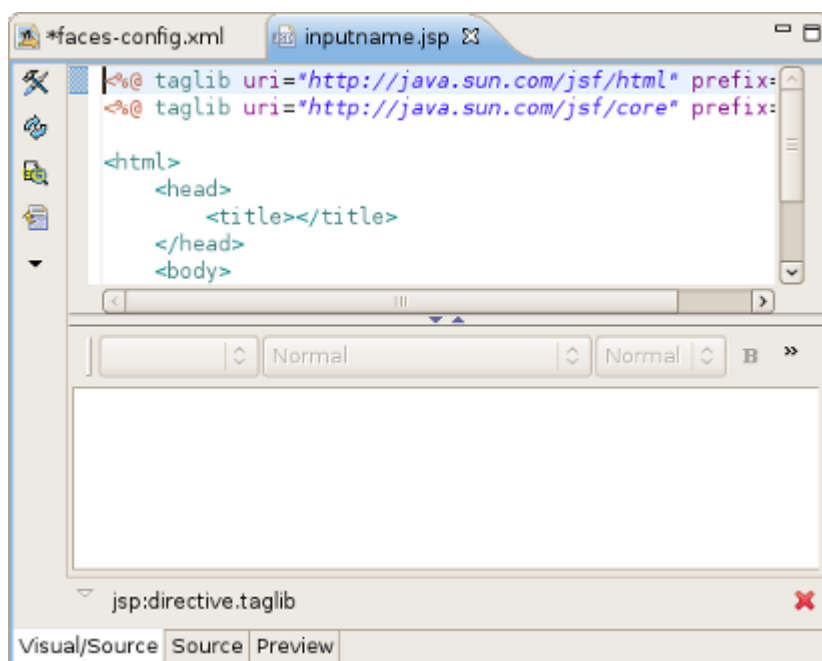 *faces-config.xml inputname.jsp
<%@ taglib uri="http://java.sun.com/jsf/html" prefix=
<%@ taglib uri="http://java.sun.com/jsf/core" prefix=
<html>
<head>
<title></title>
</head>
<body>
Normal Normal B »
jsp:directive.taglib
Visual/Source Source Preview